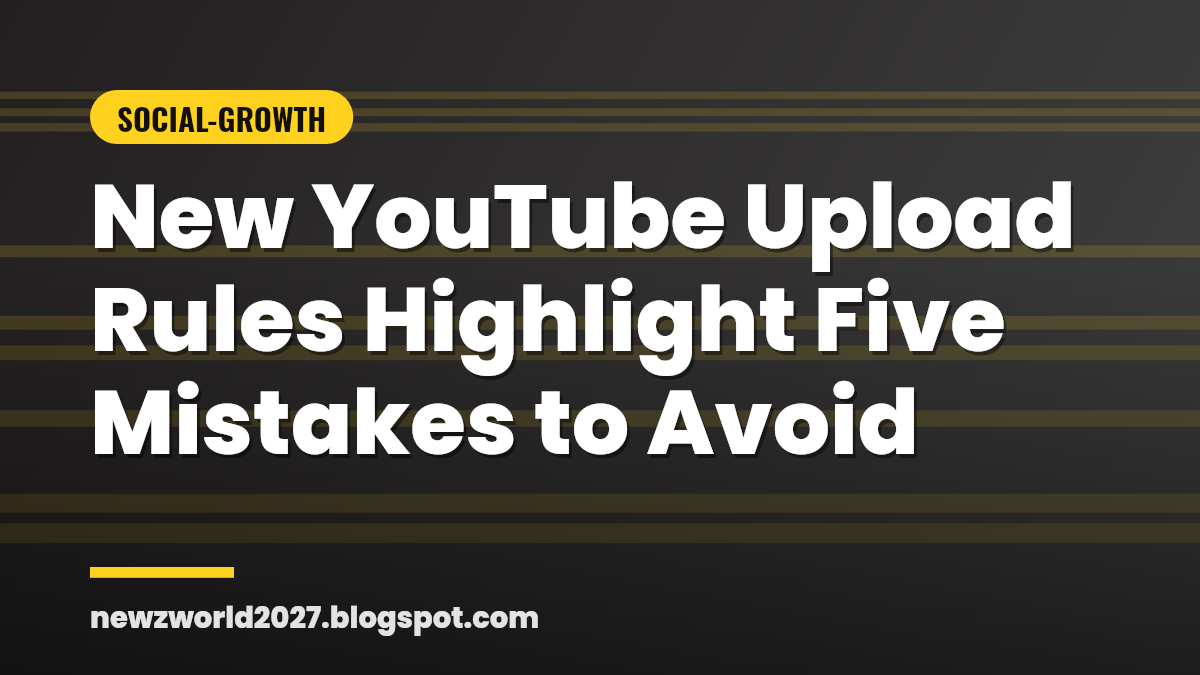 SOCIAL-GROWTH
New YouTube Upload
Rules Highlight Five
Mistakes to Avoid
newzworld2027.blogspot.com